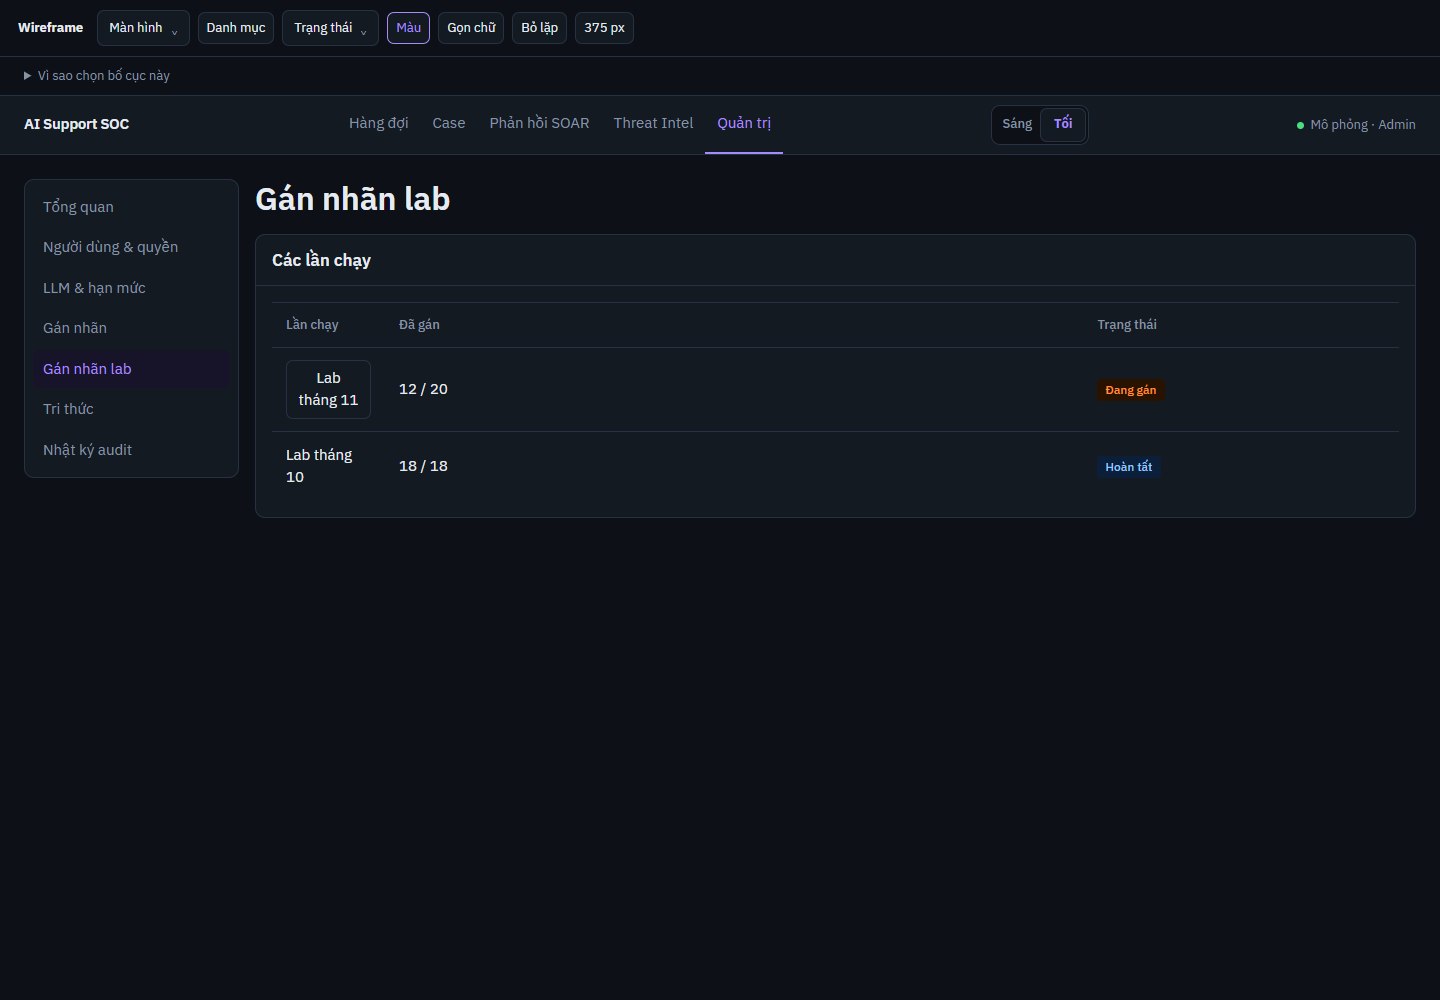 Wireframe Màn hình Danh mục Trạng thái Màu Gọn chữ Bỏ lặp 375 px
Vì sao chọn bố cục này
AI Support SOC Hàng đợi Case Phản hồi SOAR Threat Intel Quản trị Sáng Tối Mô phỏng · Admin
Tổng quan
Người dùng & quyền
LLM & hạn mức
Gán nhãn
Gán nhãn lab
Tri thức
Nhật ký audit
Gán nhãn lab
Các lần chạy
Lần chạy Đã gán Trạng thái
Lab
tháng 11
12 / 20 Đang gán
Lab tháng
10
18 / 18 Hoàn tất